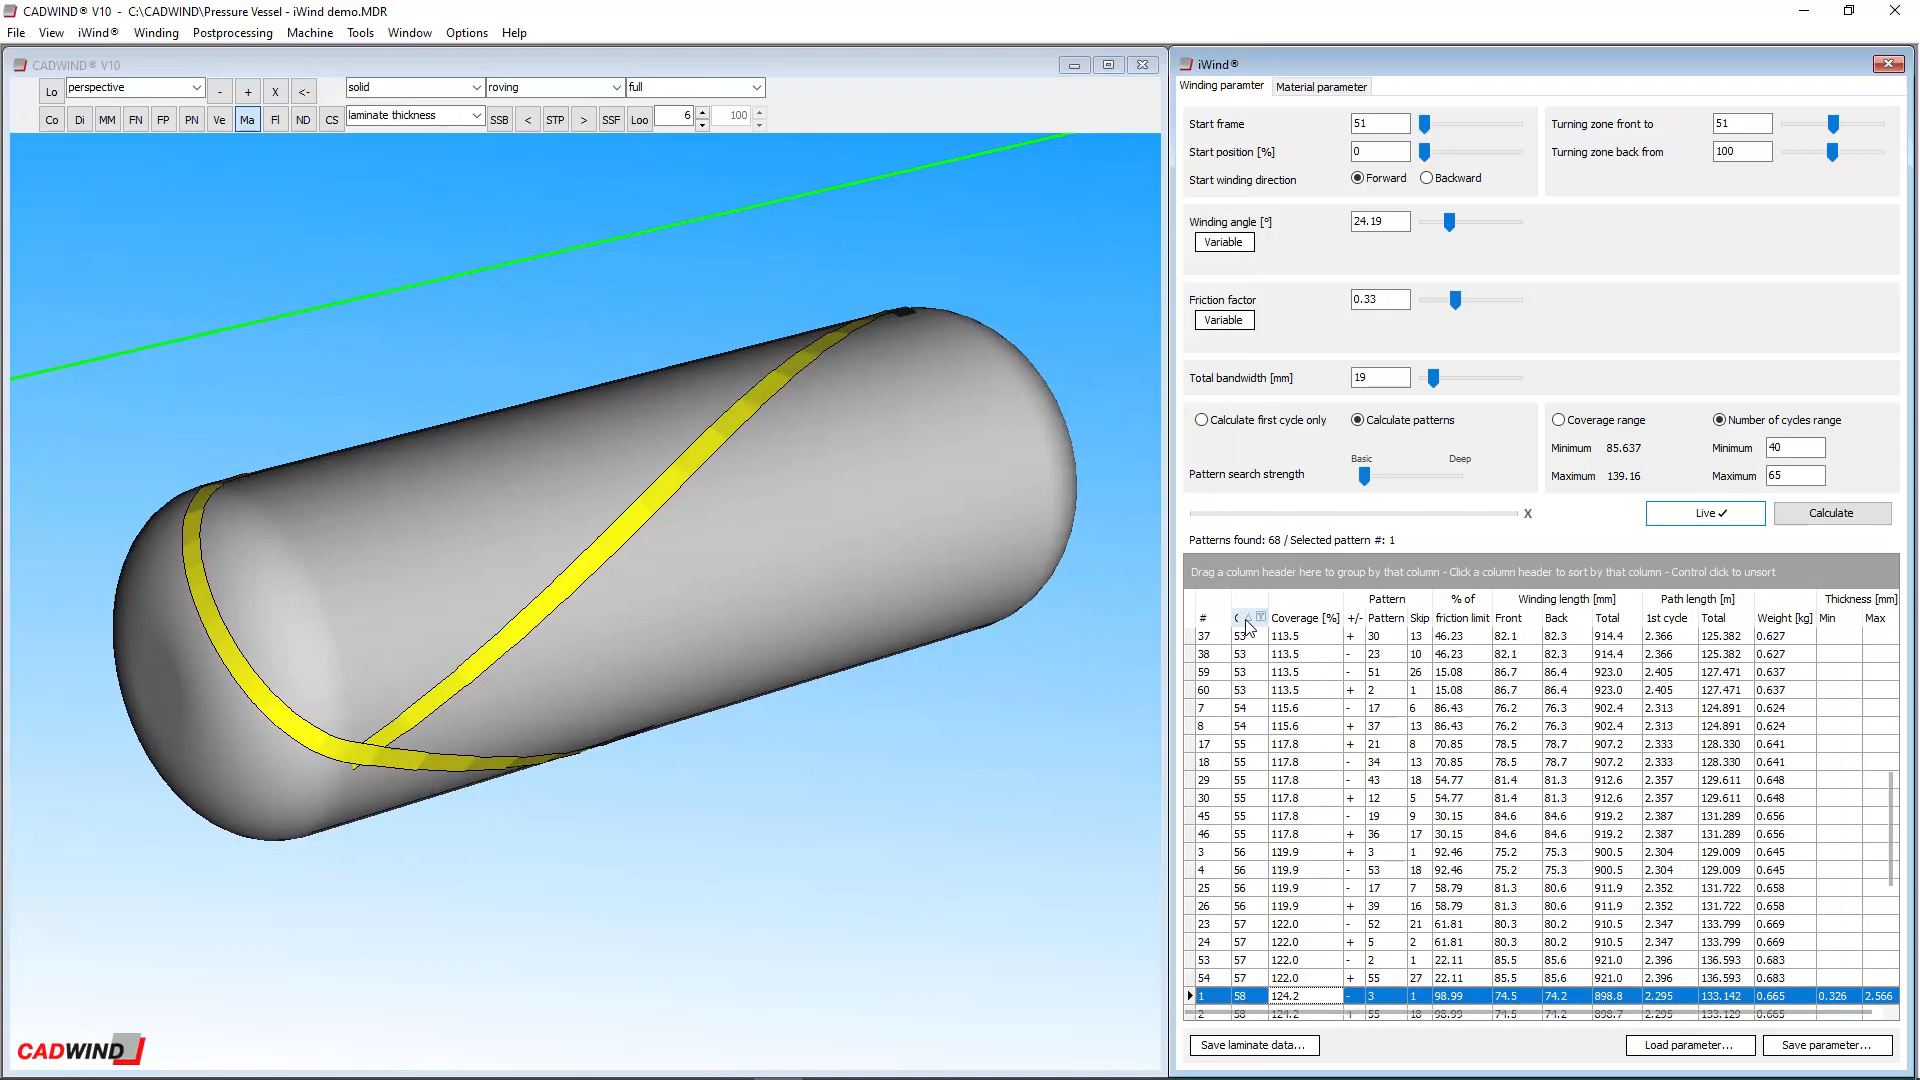 CADWIND® V10 - C:\CADWIND\Pressure Vessel - iWind demo.MDR
File View iWind® Winding Postprocessing Machine Tools Window Options Help
CADWIND® V10
Lo perspective - + X <- solid roving full
Co Di MM FN FP PN Ve Ma Fl ND CS laminate thickness SSB < STP > SSF Loo 6 100
CADWIND
iWind®
Winding paramter Material parameter
Start frame 51 Turning zone front to 51
Start position [%] 0 Turning zone back from 100
Start winding direction Forward Backward
Winding angle [°] 24.19
Variable
Friction factor 0.33
Variable
Total bandwidth [mm] 19
Calculate first cycle only Calculate patterns Coverage range Number of cycles range
Minimum 85.637 Minimum 40
Basic Deep
Pattern search strength Maximum 139.16 Maximum 65
X Live ✓ Calculate
Patterns found: 68 / Selected pattern #: 1
Drag a column header here to group by that column - Click a column header to sort by that column - Control click to unsort
Pattern % of Winding length [mm] Path length [m] Thickness [mm]
# Coverage [%] +/- Pattern Skip friction limit Front Back Total 1st cycle Total Weight [kg] Min Max
37 53 113.5 + 30 13 46.23 82.1 82.3 914.4 2.366 125.382 0.627
38 53 113.5 - 23 10 46.23 82.1 82.3 914.4 2.366 125.382 0.627
59 53 113.5 - 51 26 15.08 86.7 86.4 923.0 2.405 127.471 0.637
60 53 113.5 + 2 1 15.08 86.7 86.4 923.0 2.405 127.471 0.637
7 54 115.6 - 17 6 86.43 76.2 76.3 902.4 2.313 124.891 0.624
8 54 115.6 + 37 13 86.43 76.2 76.3 902.4 2.313 124.891 0.624
17 55 117.8 + 21 8 70.85 78.5 78.7 907.2 2.333 128.330 0.641
18 55 117.8 - 34 13 70.85 78.5 78.7 907.2 2.333 128.330 0.641
29 55 117.8 - 43 18 54.77 81.4 81.3 912.6 2.357 129.611 0.648
30 55 117.8 + 12 5 54.77 81.4 81.3 912.6 2.357 129.611 0.648
45 55 117.8 - 19 9 30.15 84.6 84.6 919.2 2.387 131.289 0.656
46 55 117.8 + 36 17 30.15 84.6 84.6 919.2 2.387 131.289 0.656
3 56 119.9 + 3 1 92.46 75.2 75.3 900.5 2.304 129.009 0.645
4 56 119.9 - 53 18 92.46 75.2 75.3 900.5 2.304 129.009 0.645
25 56 119.9 - 17 7 58.79 81.3 80.6 911.9 2.352 131.722 0.658
26 56 119.9 + 39 16 58.79 81.3 80.6 911.9 2.352 131.722 0.658
23 57 122.0 - 52 21 61.81 80.3 80.2 910.5 2.347 133.799 0.669
24 57 122.0 + 5 2 61.81 80.3 80.2 910.5 2.347 133.799 0.669
53 57 122.0 - 2 1 22.11 85.5 85.6 921.0 2.396 136.593 0.683
54 57 122.0 + 55 27 22.11 85.5 85.6 921.0 2.396 136.593 0.683
1 58 124.2 - 3 1 98.99 74.5 74.2 898.8 2.295 133.142 0.665 0.326 2.566
2 58 124.2 + 55 18 98.99 74.5 74.2 898.7 2.295 133.129 0.665
Save laminate data... Load parameter... Save parameter...